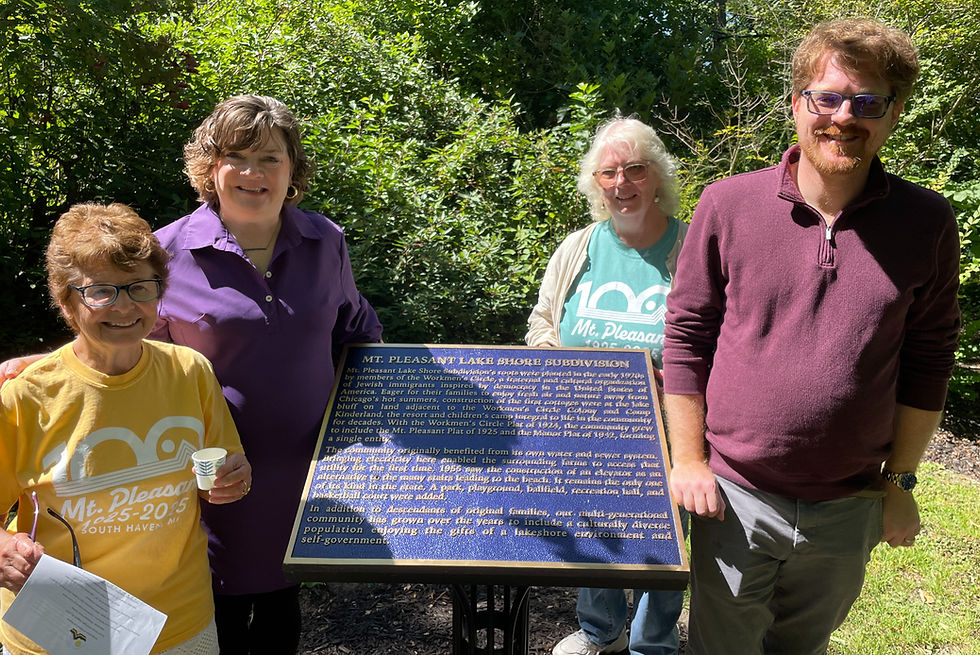 MT. PLEASANT LAKE SHORE SUBDIVISION
Mt. Pleasant Lake Shore Subdivision's roots were planted in the early 1920s
by members of the Workmen's Circle, a fraternal and cultural organization
of Jewish immigrants inspired by democracy in the United States of
America. Eager for their families to enjoy fresh air and nature away from
Chicago's hot summers, construction of the first cottages were at the lake
bluff on land adjacent to the Workmen's Circle Colony and Camp
Kinderland, the resort and children's camp integral to life in the community
for decades. With the Workmen's Circle Plat of 1924, the community grew
to include the Mt. Pleasant Plat of 1925 and the Manor Plat of 1942, forming
a single entity.
The community originally benefited from its own water and sewer system.
electricity here enabled the surrounding farms to access that
utility for the first time. 1956 saw the construction of an elevator as an
alternative to the many stairs leading to the beach. It remains the only one
of its kind in the state. A park, playground, ballfield, recreation hall, and
basketball court were added.
In addition to descendants of original families, our multi-generational
community has grown over the years to include a culturally diverse
population enjoying the gifts of a lakeshore environment and
self-government.
100
Mt. Pleasant
1925-2025
SOUTH HAVEN, MI
100
Mt. Pleasant
1925-2025